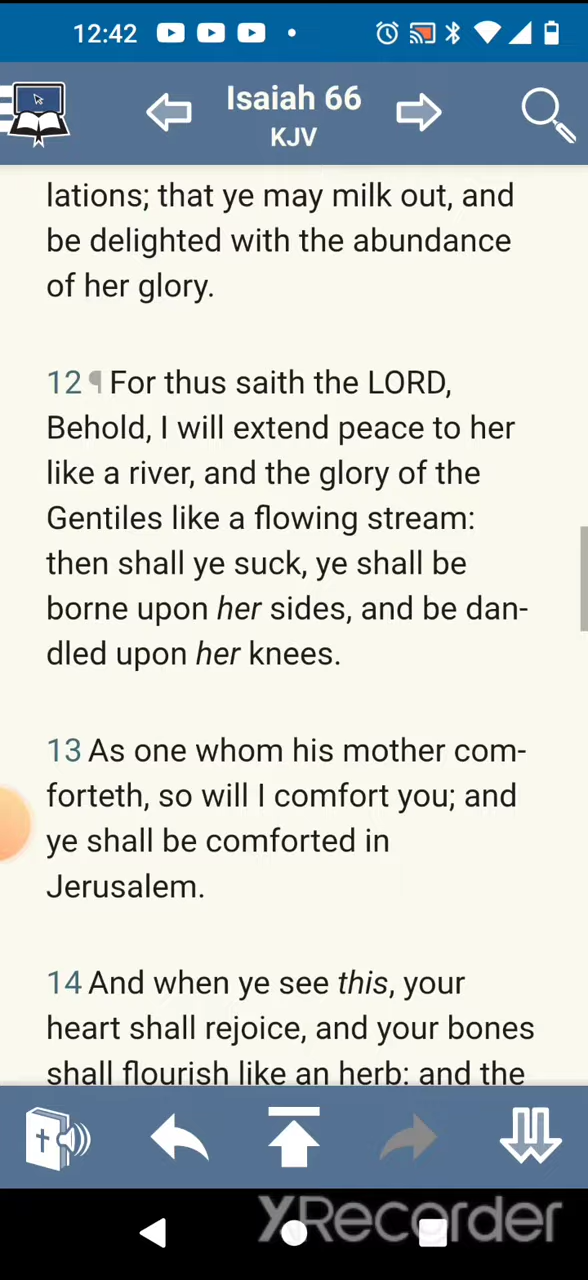 12:42
Isaiah 66
KJV
lations; that ye may milk out, and
be delighted with the abundance
of her glory.
12 ¶ For thus saith the LORD,
Behold, I will extend peace to her
like a river, and the glory of the
Gentiles like a flowing stream:
then shall ye suck, ye shall be
borne upon her sides, and be dan-
dled upon her knees.
13 As one whom his mother com-
forteth, so will I comfort you; and
ye shall be comforted in
Jerusalem.
14 And when ye see this, your
heart shall rejoice, and your bones
shall flourish like an herb: and the
XRecorder